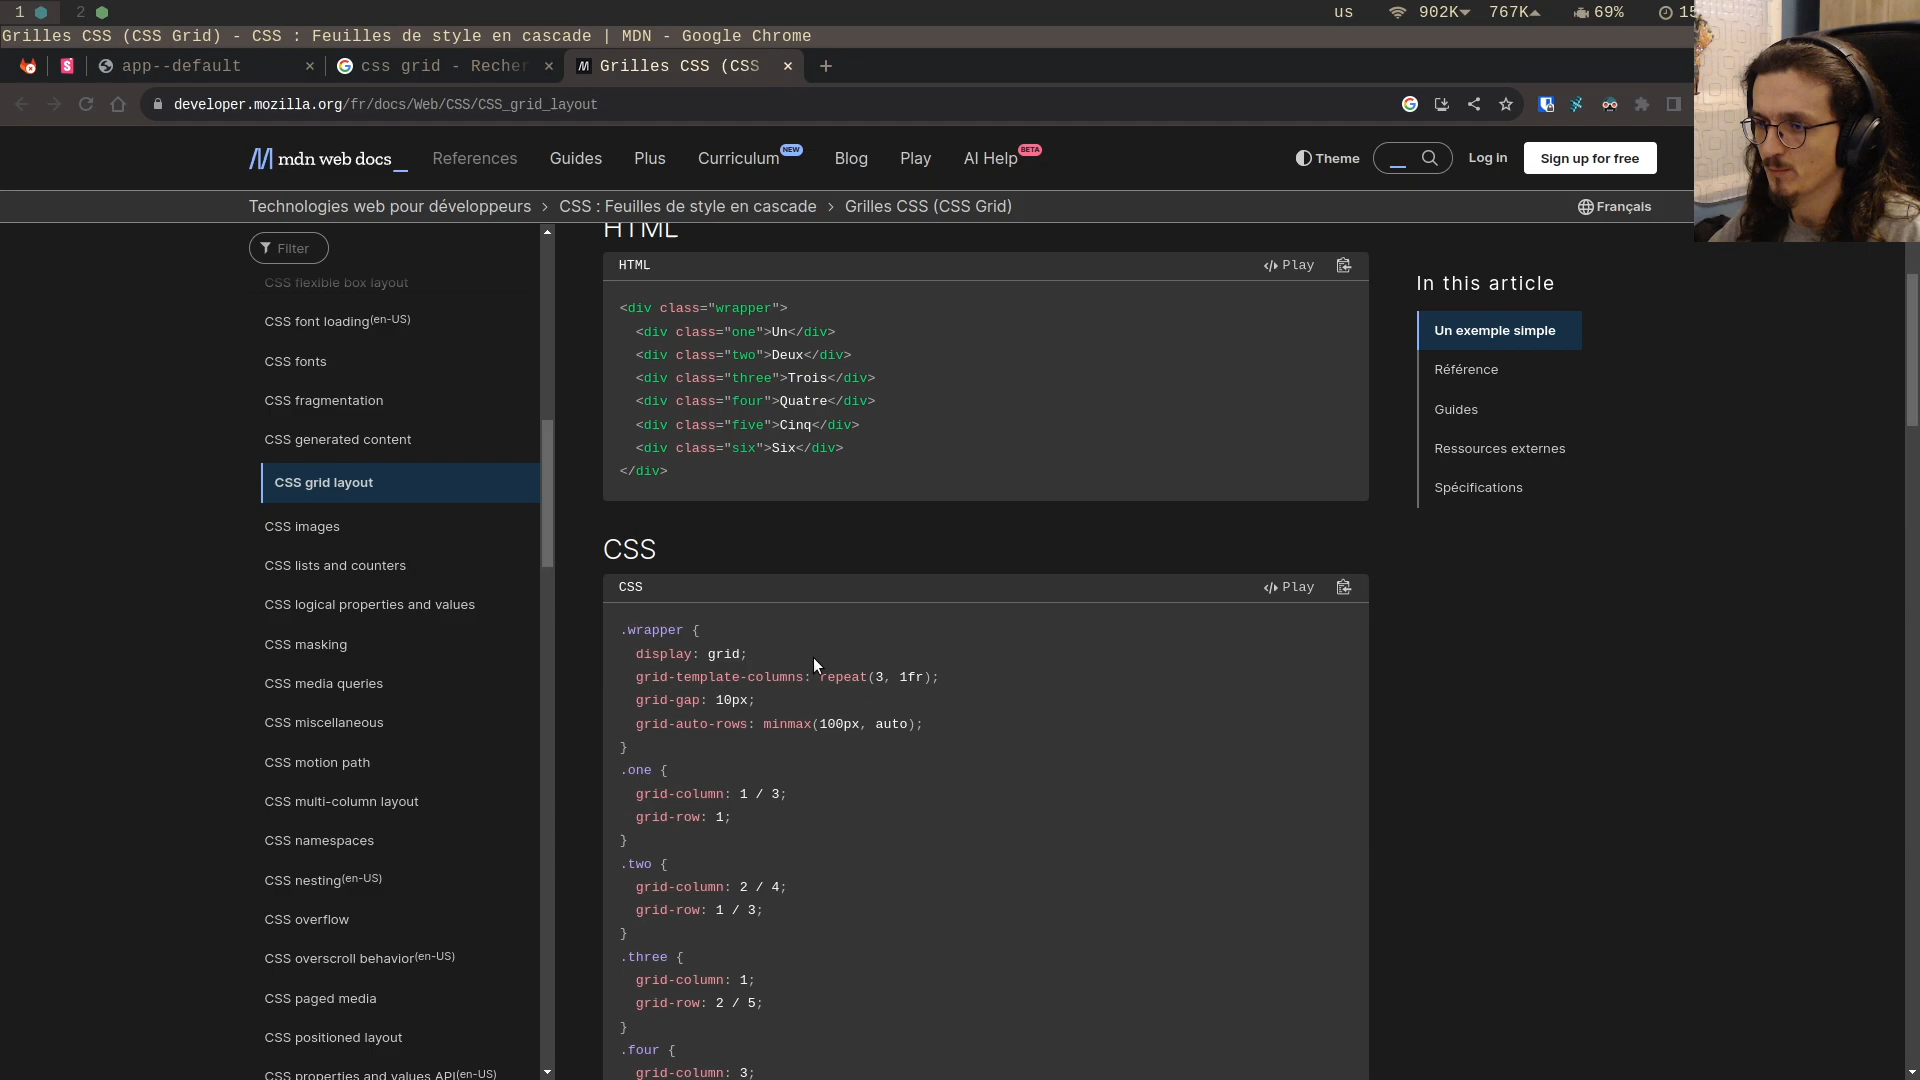 1 2 us 902K 767K 69% 15
Grilles CSS (CSS Grid) - CSS : Feuilles de style en cascade | MDN - Google Chrome
app--default css grid - Recher Grilles CSS (CSS
developer.mozilla.org/fr/docs/Web/CSS/CSS_grid_layout
mdn web docs_ References Guides Plus Curriculum NEW Blog Play AI Help BETA Theme Log in Sign up for free
Technologies web pour développeurs > CSS : Feuilles de style en cascade > Grilles CSS (CSS Grid) Français
Filter
CSS flexible box layout
CSS font loading(en-US)
CSS fonts
CSS fragmentation
CSS generated content
CSS grid layout
CSS images
CSS lists and counters
CSS logical properties and values
CSS masking
CSS media queries
CSS miscellaneous
CSS motion path
CSS multi-column layout
CSS namespaces
CSS nesting(en-US)
CSS overflow
CSS overscroll behavior(en-US)
CSS paged media
CSS positioned layout
CSS properties and values API(en-US)
HTML
HTML Play
<div class="wrapper">
  <div class="one">Un</div>
  <div class="two">Deux</div>
  <div class="three">Trois</div>
  <div class="four">Quatre</div>
  <div class="five">Cinq</div>
  <div class="six">Six</div>
</div>
CSS
CSS Play
.wrapper {
  display: grid;
  grid-template-columns: repeat(3, 1fr);
  grid-gap: 10px;
  grid-auto-rows: minmax(100px, auto);
}
.one {
  grid-column: 1 / 3;
  grid-row: 1;
}
.two {
  grid-column: 2 / 4;
  grid-row: 1 / 3;
}
.three {
  grid-column: 1;
  grid-row: 2 / 5;
}
.four {
  grid-column: 3;
In this article
Un exemple simple
Référence
Guides
Ressources externes
Spécifications